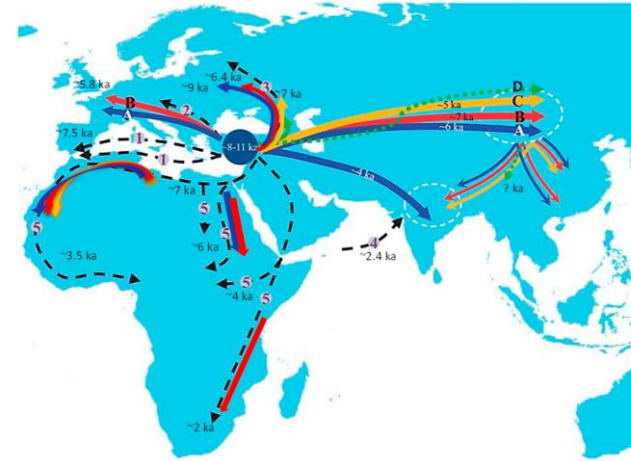 ~5.8 ka
B
A
~9 ka
~6.4 ka
3
~7 ka
2
~7.5 ka
1
1
~8-11 ka
D
C
~5 ka
B
~7 ka
A
~6 ka
~4 ka
? ka
~7 ka
5
5
5
~6 ka
4
~2.4 ka
~3.5 ka
5
~4 ka
5
~2 ka